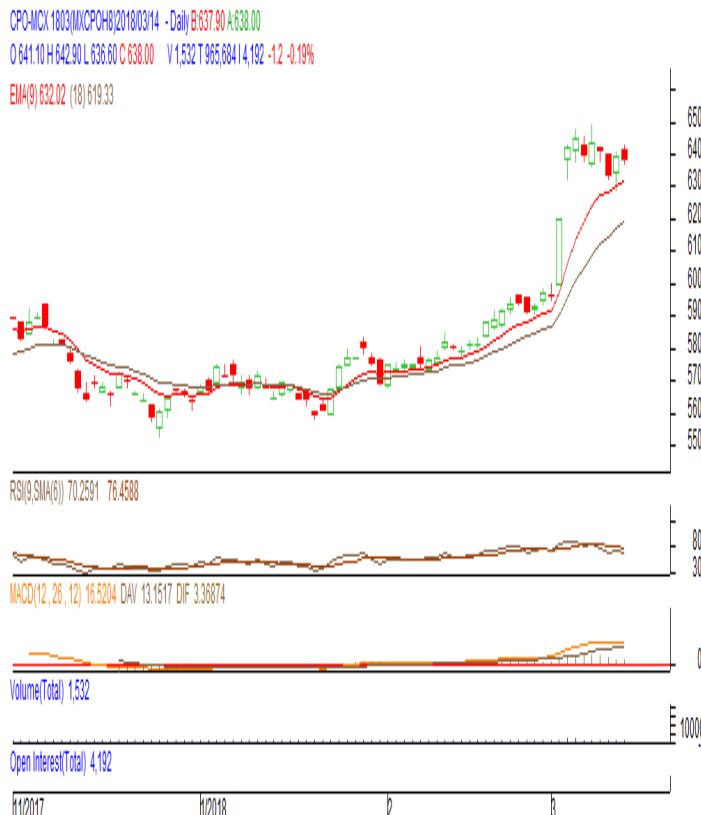 CPO-MCX 1803(MXCPOH8)2018/03/14 - Daily B:637.90 A:638.00
O 641.10 H 642.90 L 636.60 C 638.00 V 1,532 T 965,684 I 4,192 -1.2 -0.19%
EMA(9) 632.02 (18) 619.33
650
640
630
620
610
600
590
580
570
560
550
RSI(9,SMA(6)) 70.2591 76.4588
80
30
MACD(12 , 26 , 12) 16.5204 DAV 13.1517 DIF 3.36874
0
Volume(Total) 1,532
10000
Open Interest(Total) 4,192
11/2017 1/2018 2 3